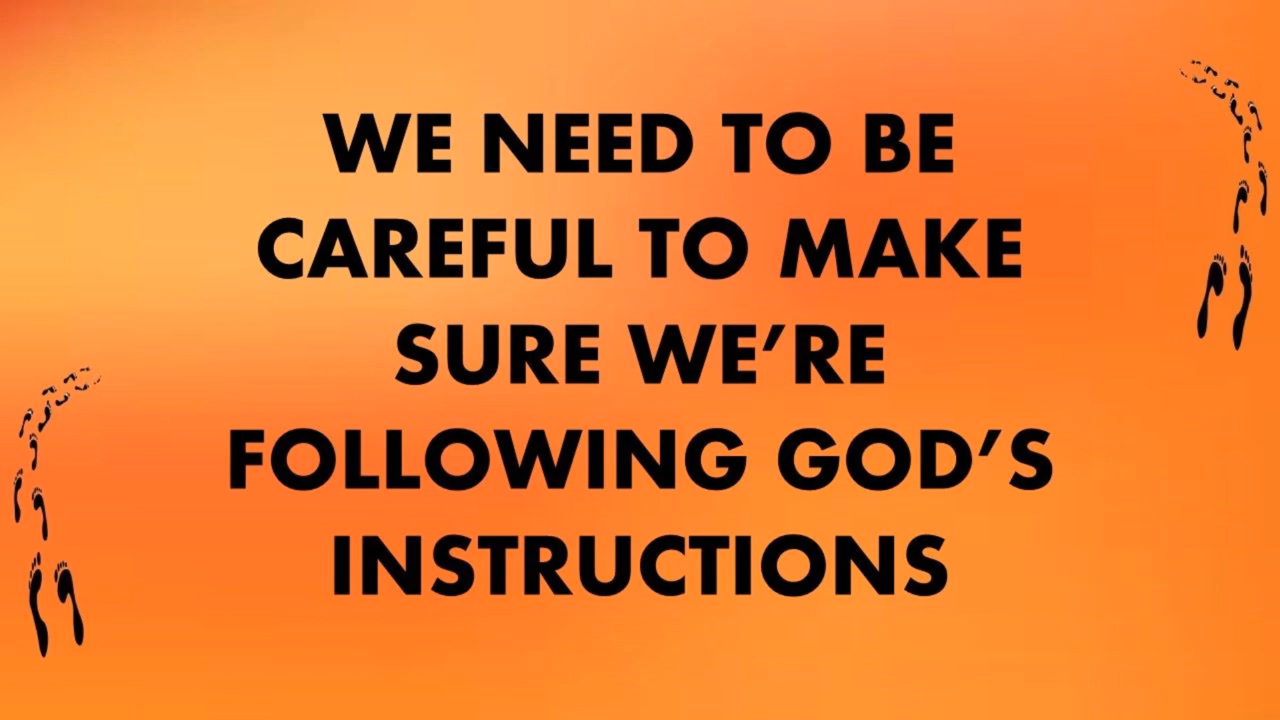 WE NEED TO BE
CAREFUL TO MAKE
SURE WE’RE
FOLLOWING GOD’S
INSTRUCTIONS